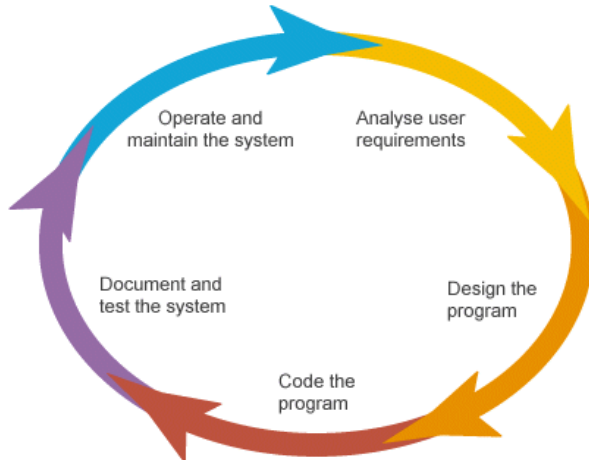 Operate and
maintain the system
Analyse user
requirements
Design the
program
Code the
program
Document and
test the system